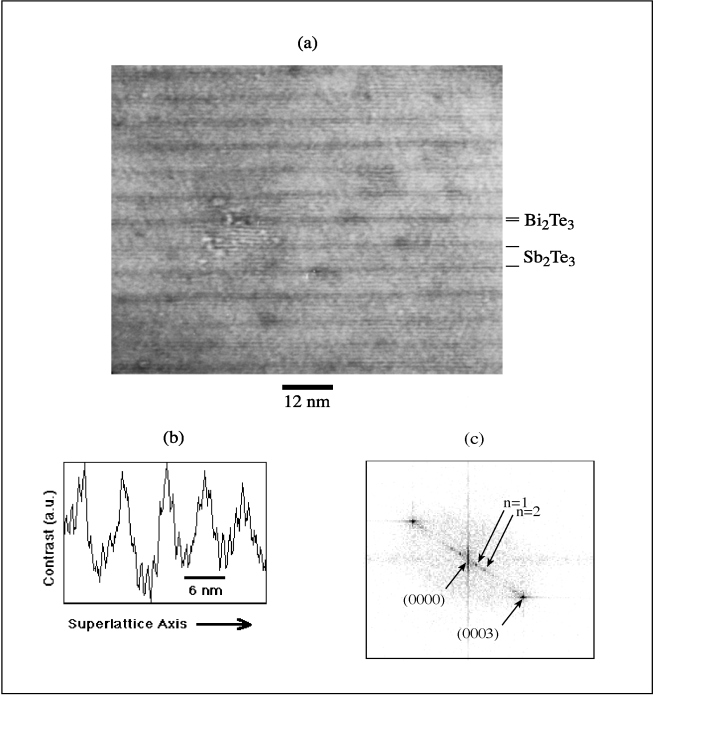 (a)
Bi₂Te₃
Sb₂Te₃
12 nm
(b)
(c)
Contrast (a.u.)
6 nm
Superlattice Axis
n=1
n=2
(0000)
(0003)